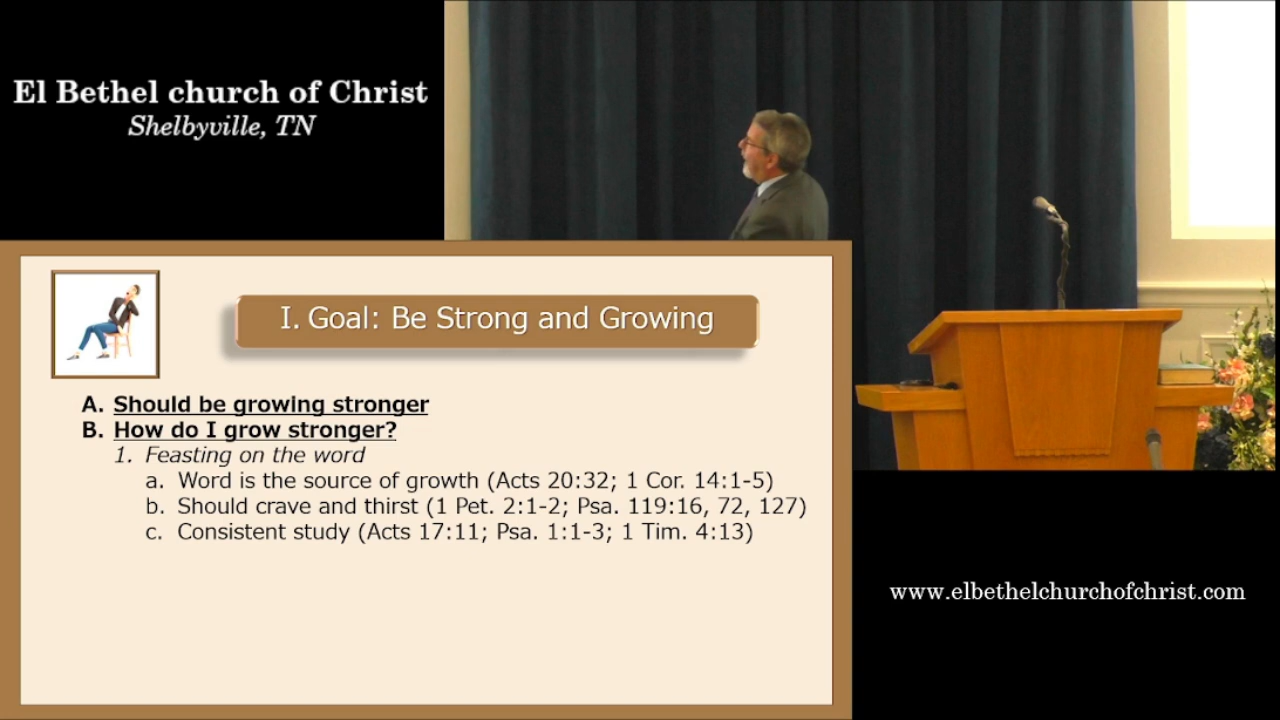 El Bethel church of Christ
Shelbyville, TN
I. Goal: Be Strong and Growing
A. Should be growing stronger
B. How do I grow stronger?
1. Feasting on the word
a. Word is the source of growth (Acts 20:32; 1 Cor. 14:1-5)
b. Should crave and thirst (1 Pet. 2:1-2; Psa. 119:16, 72, 127)
c. Consistent study (Acts 17:11; Psa. 1:1-3; 1 Tim. 4:13)
www.elbethelchurchofchrist.com